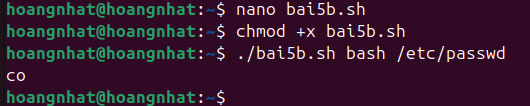 hoangnhat@hoangnhat:~$ nano bai5b.sh
hoangnhat@hoangnhat:~$ chmod +x bai5b.sh
hoangnhat@hoangnhat:~$ ./bai5b.sh bash /etc/passwd
co
hoangnhat@hoangnhat:~$